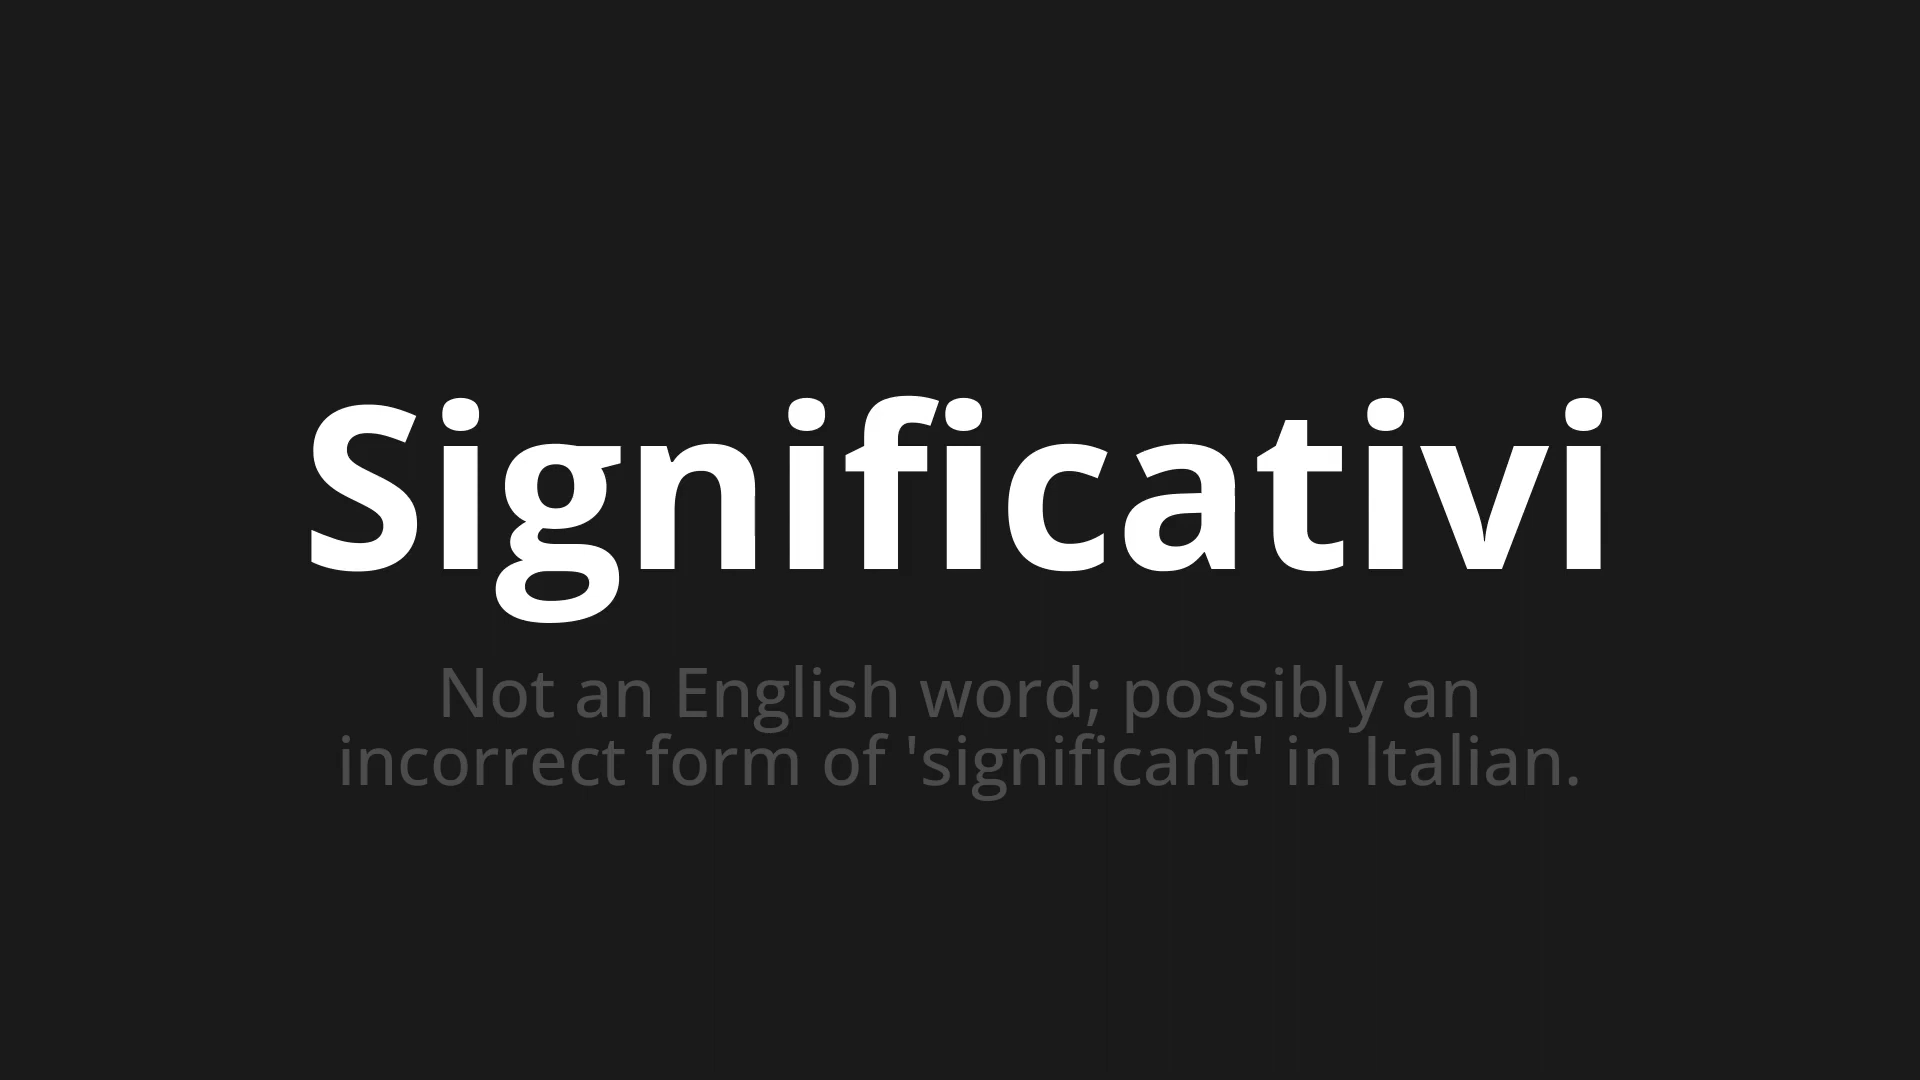 Significativi
Not an English word; possibly an
incorrect form of 'significant' in Italian.